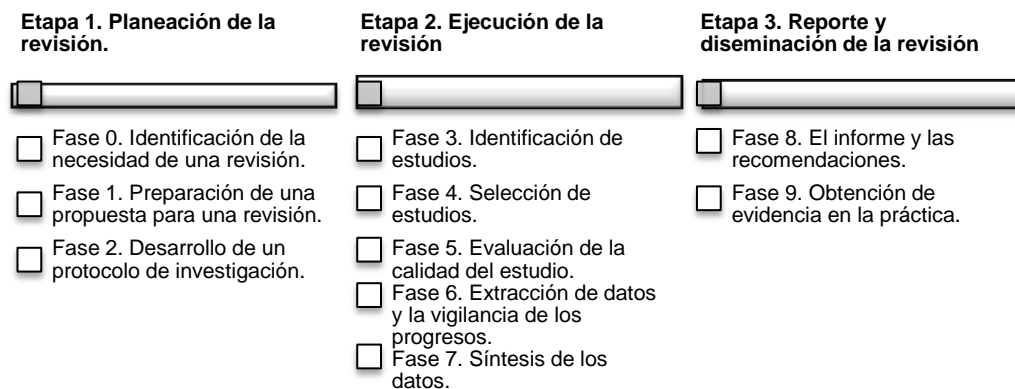 Etapa 1. Planeación de la
revisión.
Fase 0. Identificación de la
necesidad de una revisión.
Fase 1. Preparación de una
propuesta para una revisión.
Fase 2. Desarrollo de un
protocolo de investigación.
Etapa 2. Ejecución de la
revisión
Fase 3. Identificación de
estudios.
Fase 4. Selección de
estudios.
Fase 5. Evaluación de la
calidad del estudio.
Fase 6. Extracción de datos
y la vigilancia de los
progresos.
Fase 7. Síntesis de los
datos.
Etapa 3. Reporte y
diseminación de la revisión
Fase 8. El informe y las
recomendaciones.
Fase 9. Obtención de
evidencia en la práctica.